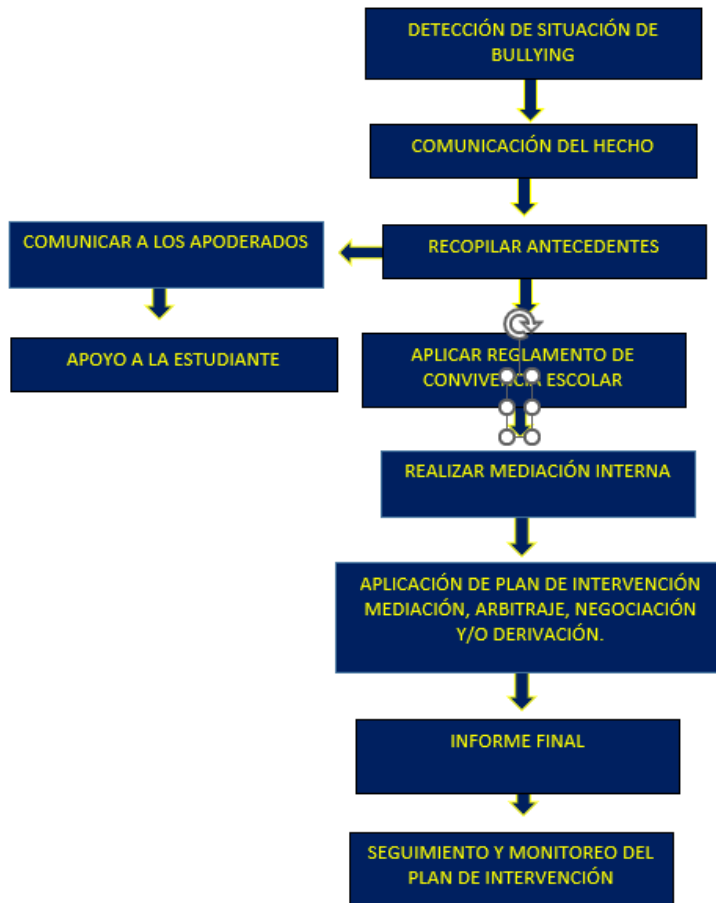 DETECCIÓN DE SITUACIÓN DE
BULLYING
COMUNICACIÓN DEL HECHO
COMUNICAR A LOS APODERADOS
RECOPILAR ANTECEDENTES
APOYO A LA ESTUDIANTE
APLICAR REGLAMENTO DE
CONVIVENCIA ESCOLAR
REALIZAR MEDIACIÓN INTERNA
APLICACIÓN DE PLAN DE INTERVENCIÓN
MEDIACIÓN, ARBITRAJE, NEGOCIACIÓN
Y/O DERIVACIÓN.
INFORME FINAL
SEGUIMIENTO Y MONITOREO DEL
PLAN DE INTERVENCIÓN